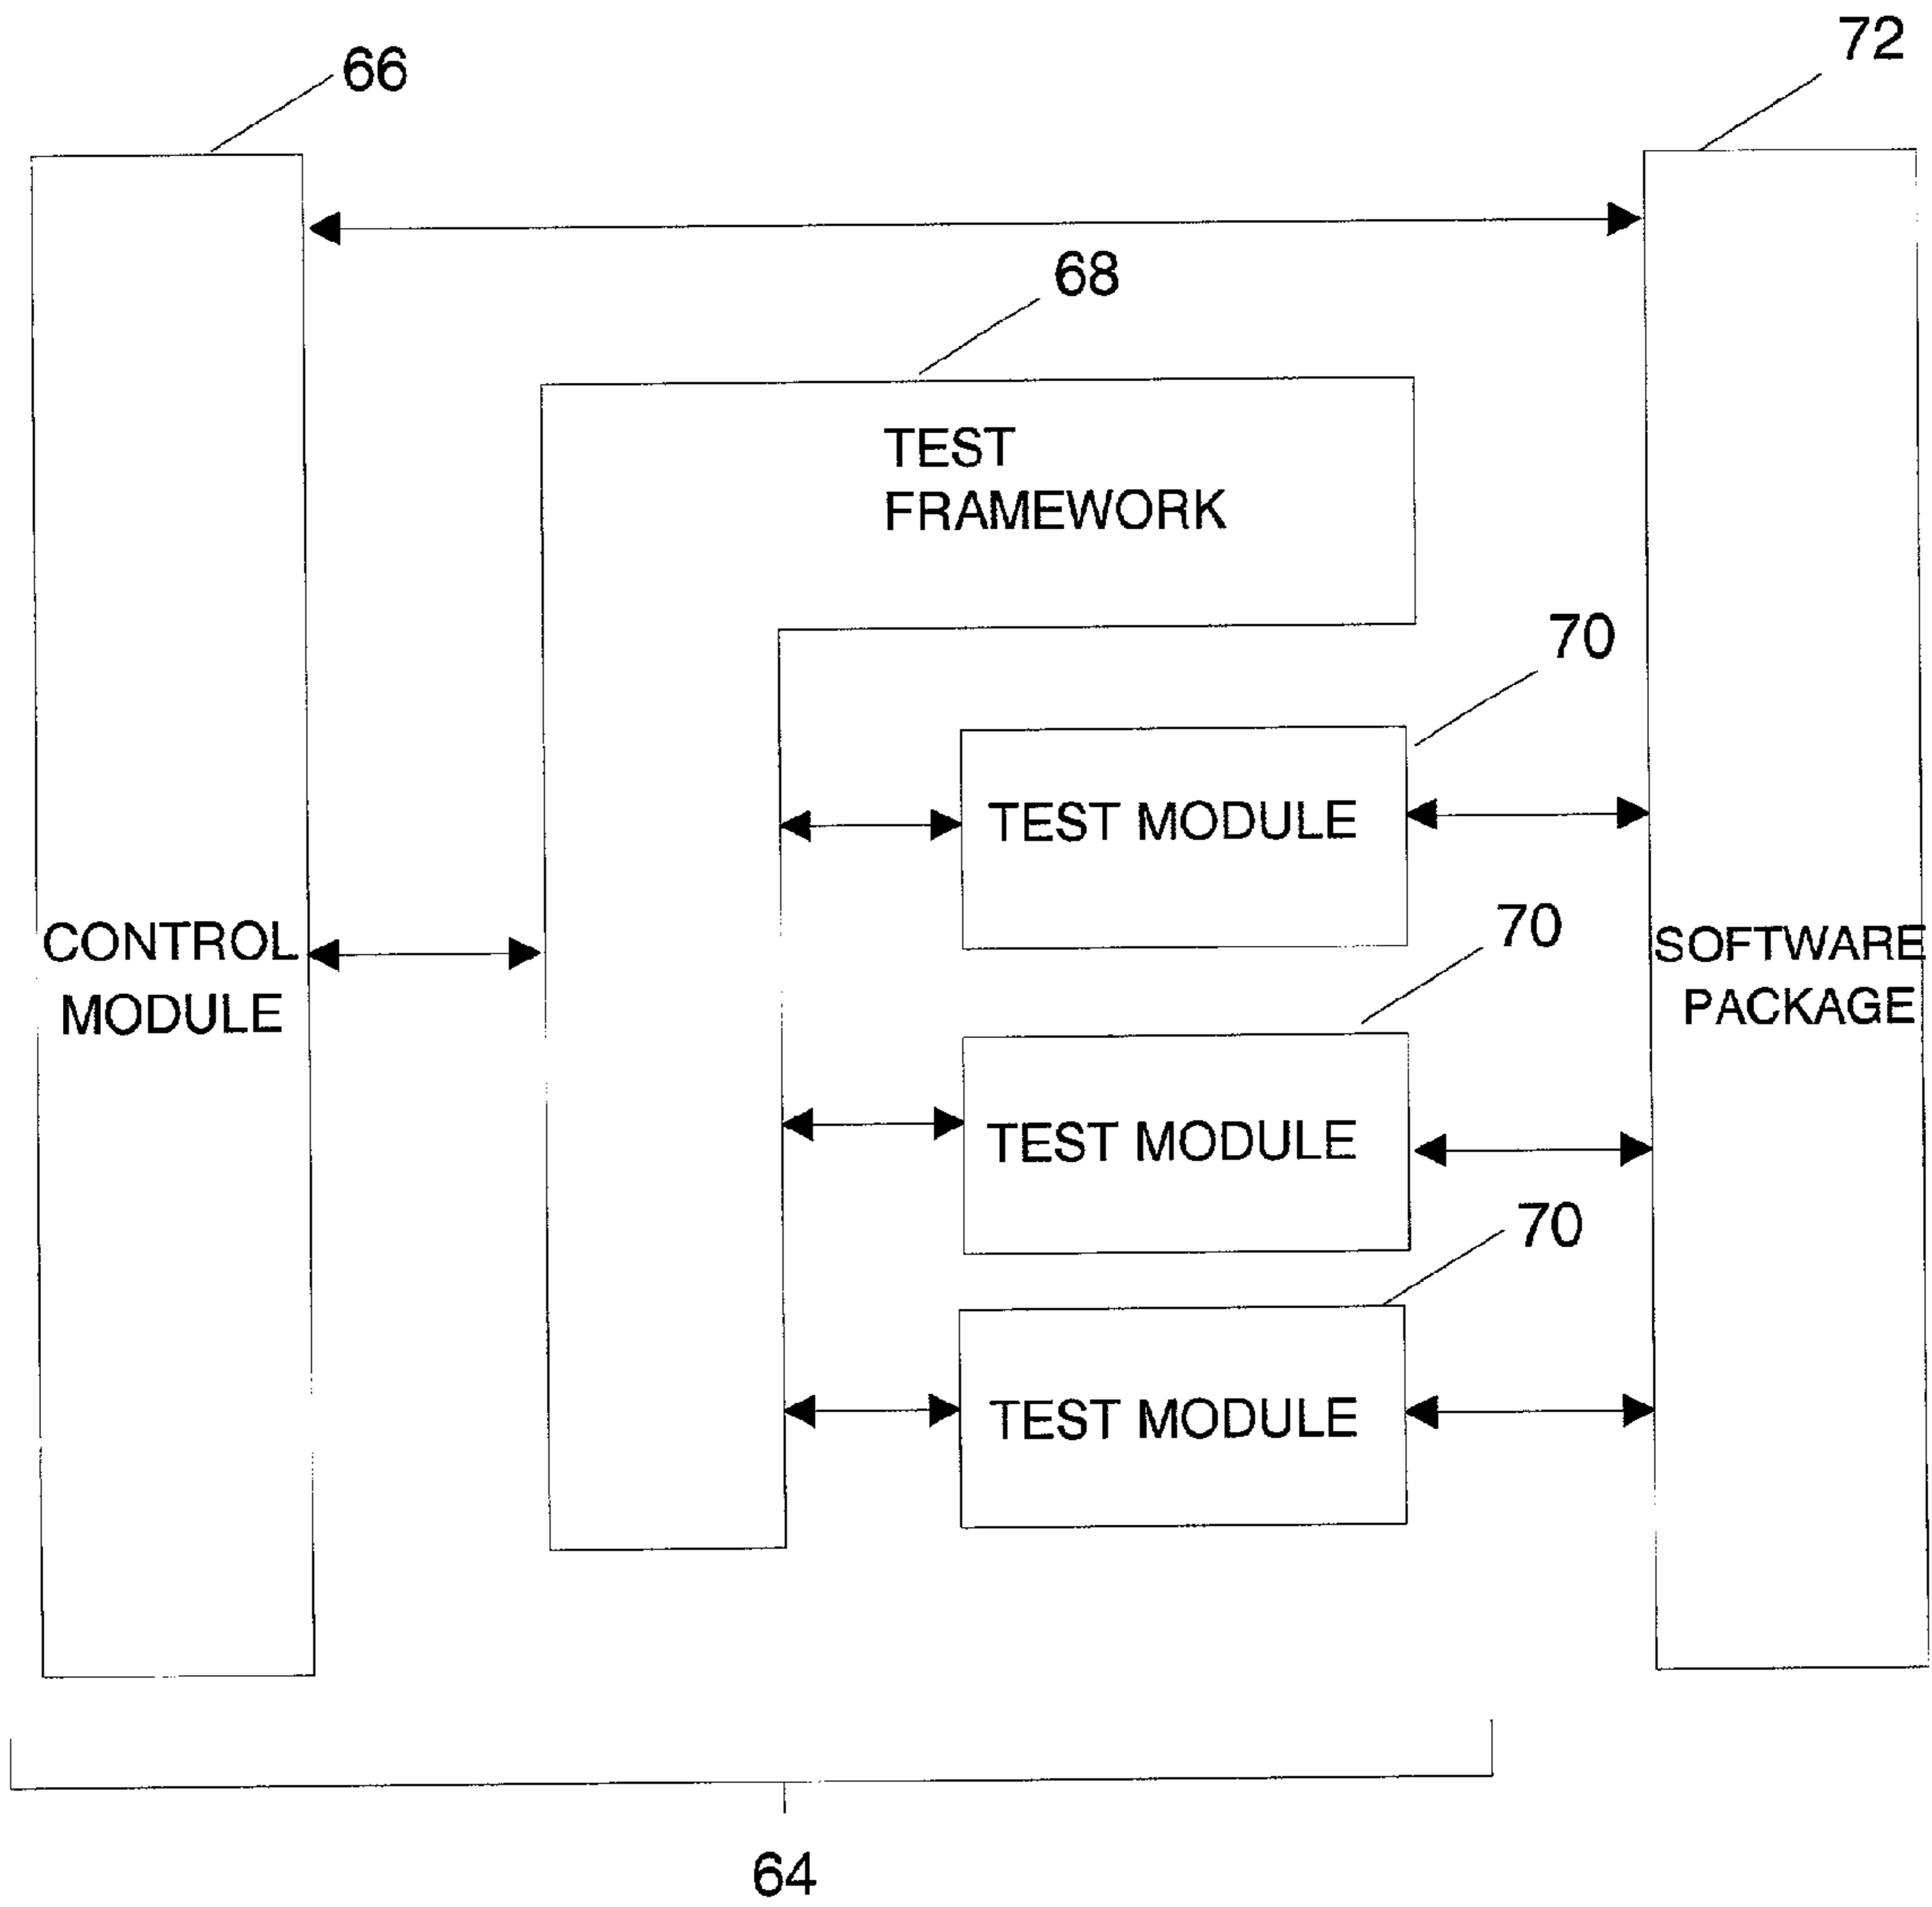 72
66
68
TEST
FRAMEWORK
70
TEST MODULE
70
CONTROL
MODULE
SOFTWARE
PACKAGE
TEST MODULE
70
TEST MODULE
64